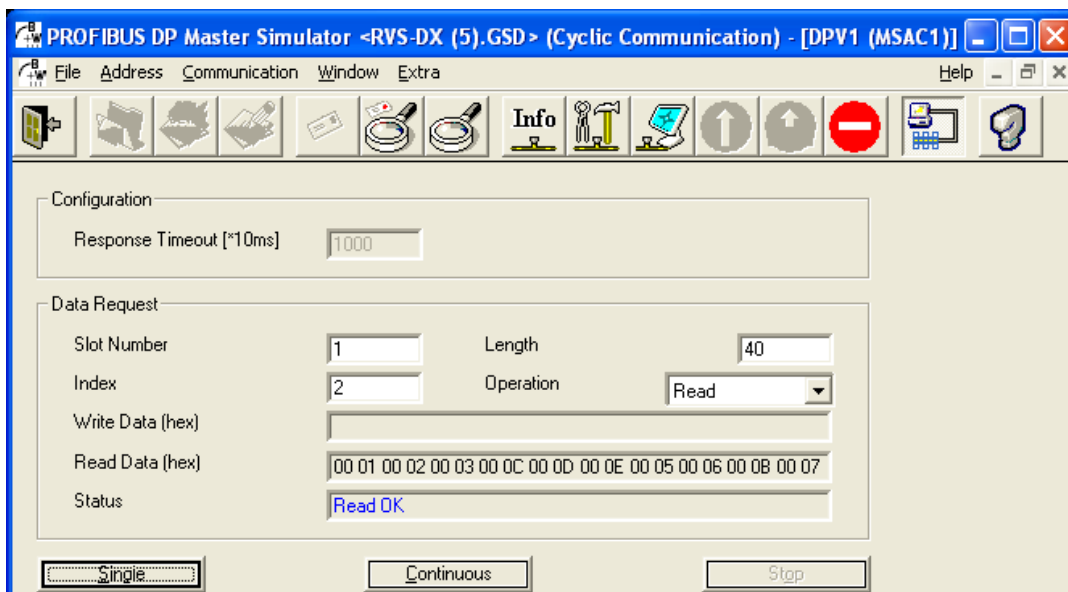 PROFIBUS DP Master Simulator <RVS-DX (5).GSD> (Cyclic Communication) - [DPV1 (MSAC1)]
File Address Communication Window Extra Help
Info
Configuration
Response Timeout [*10ms] 1000
Data Request
Slot Number 1 Length 40
Index 2 Operation Read
Write Data (hex)
Read Data (hex) 00 01 00 02 00 03 00 0C 00 0D 00 0E 00 05 00 06 00 0B 00 07
Status Read OK
Single Continuous Stop